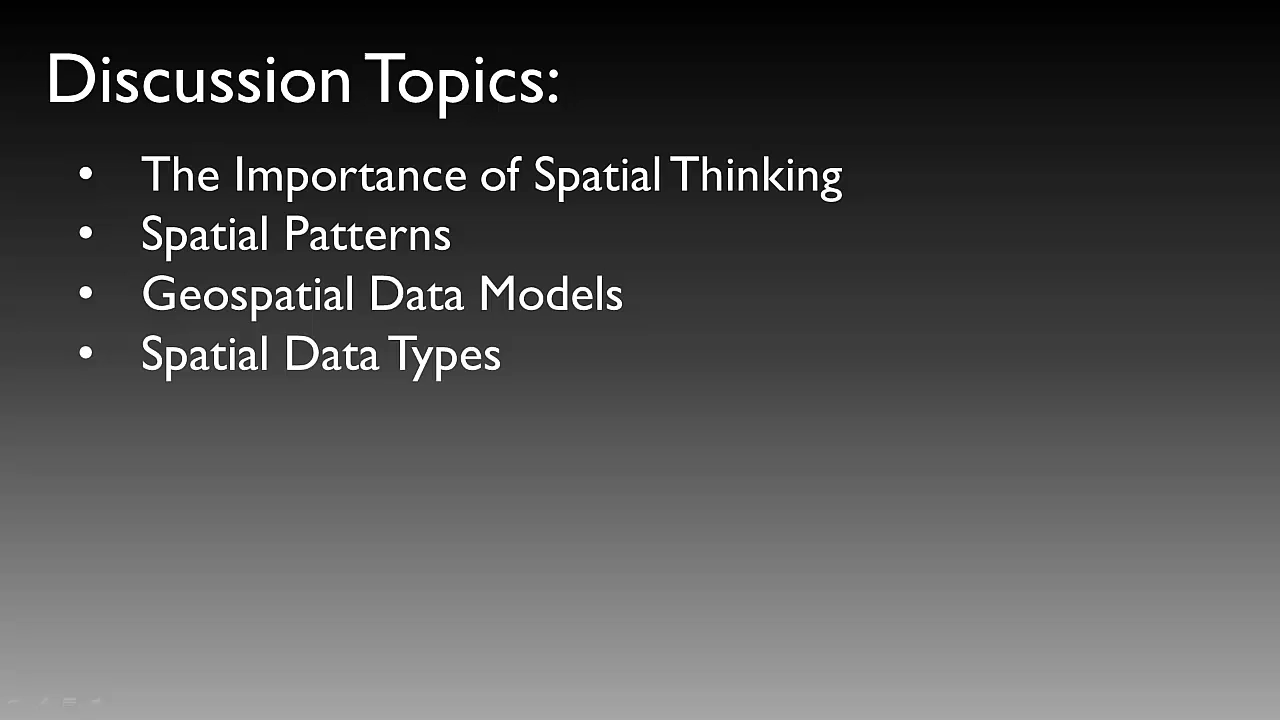 Discussion Topics:
• The Importance of Spatial Thinking
• Spatial Patterns
• Geospatial Data Models
• Spatial Data Types